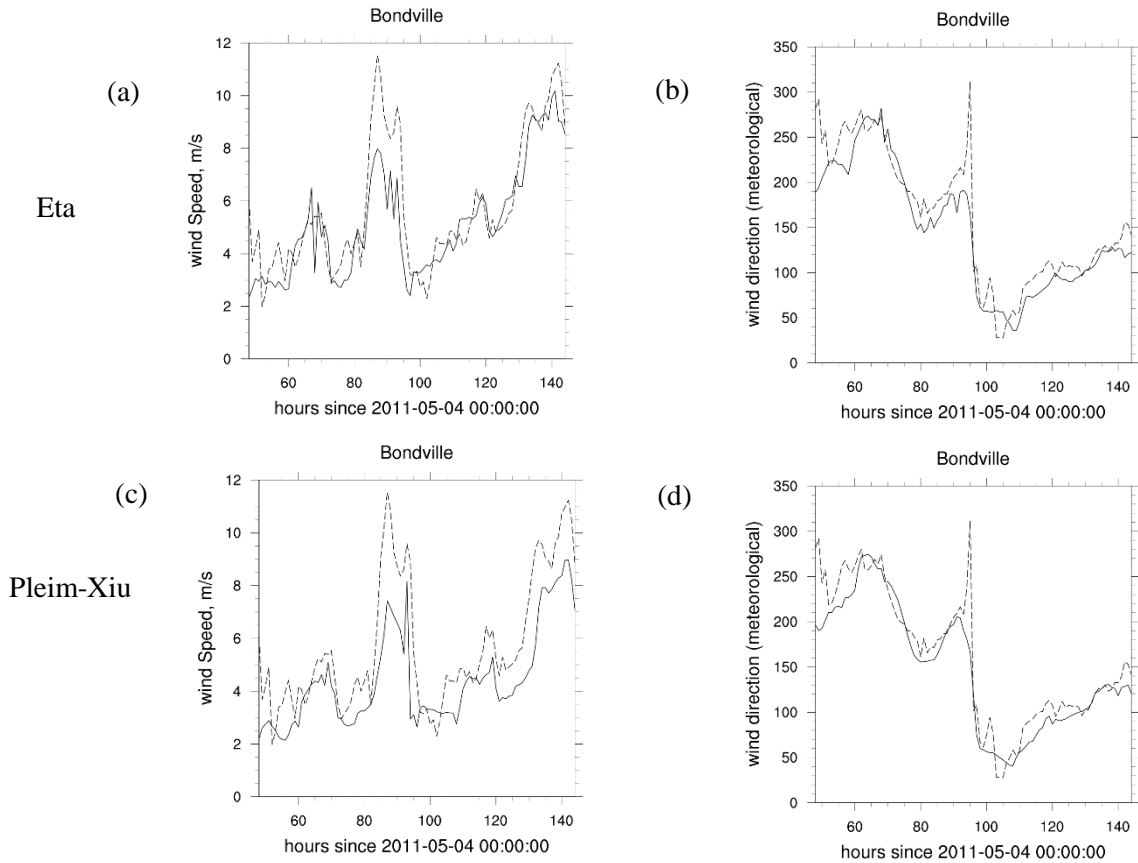 Bondville
(a)
Eta
wind Speed, m/s
12
10
8
6
4
2
0
60 80 100 120 140
hours since 2011-05-04 00:00:00
Bondville
(b)
wind direction (meteorological)
350
300
250
200
150
100
50
0
60 80 100 120 140
hours since 2011-05-04 00:00:00
Bondville
(c)
Pleim-Xiu
wind Speed, m/s
12
10
8
6
4
2
0
60 80 100 120 140
hours since 2011-05-04 00:00:00
Bondville
(d)
wind direction (meteorological)
350
300
250
200
150
100
50
0
60 80 100 120 140
hours since 2011-05-04 00:00:00